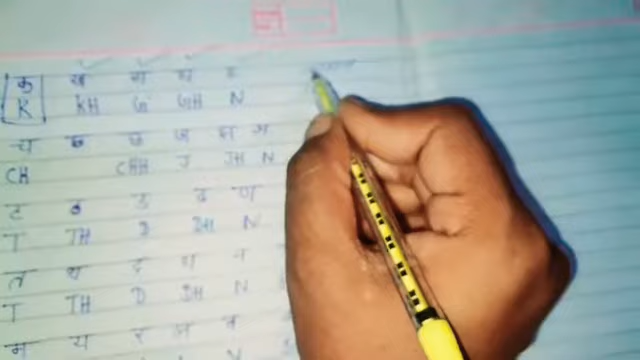 क ख ग घ ङ
K KH G GH N
च छ ज झ ञ
CH CHH J JH N
ट ठ ड ढ ण
T TH D DH N
त थ द ध न
T TH D DH N
म य र ल व